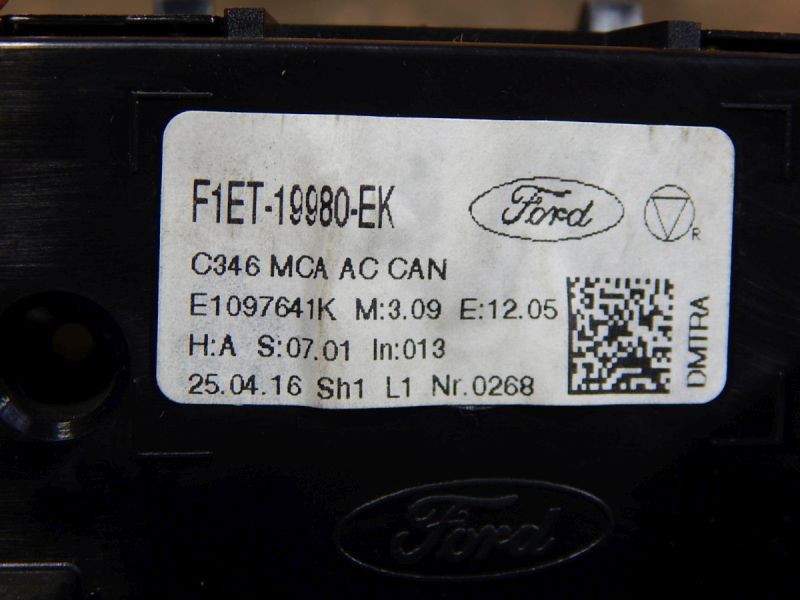 F1ET-19980-EK
Ford
R
C346 MCA AC CAN
E1097641K M:3.09 E:12.05
H:A S:07.01 In:013
25.04.16 Sh1 L1 Nr.0268
DMTRA
Ford